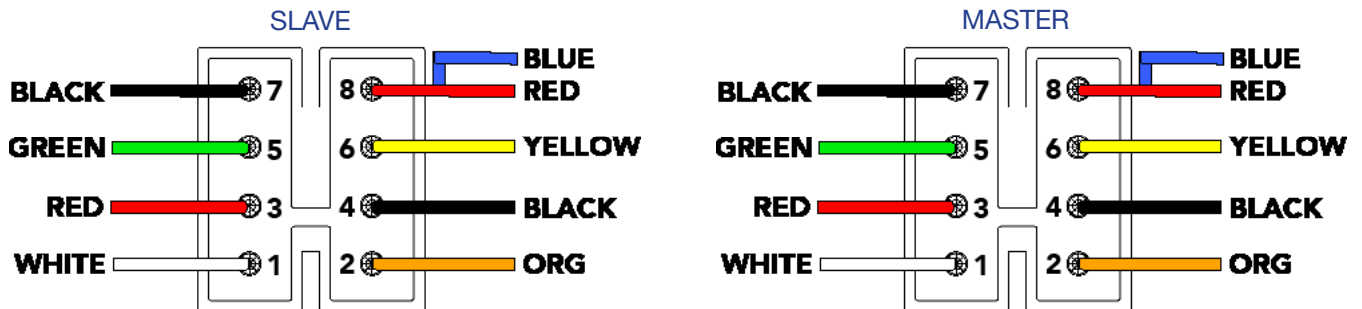 SLAVE
BLUE
BLACK 7 8 RED
GREEN 5 6 YELLOW
RED 3 4 BLACK
WHITE 1 2 ORG
MASTER
BLUE
BLACK 7 8 RED
GREEN 5 6 YELLOW
RED 3 4 BLACK
WHITE 1 2 ORG